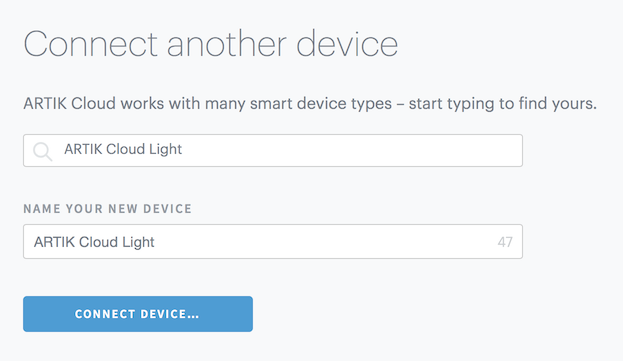 Connect another device
ARTIK Cloud works with many smart device types – start typing to find yours.
ARTIK Cloud Light
NAME YOUR NEW DEVICE
ARTIK Cloud Light 47
CONNECT DEVICE...